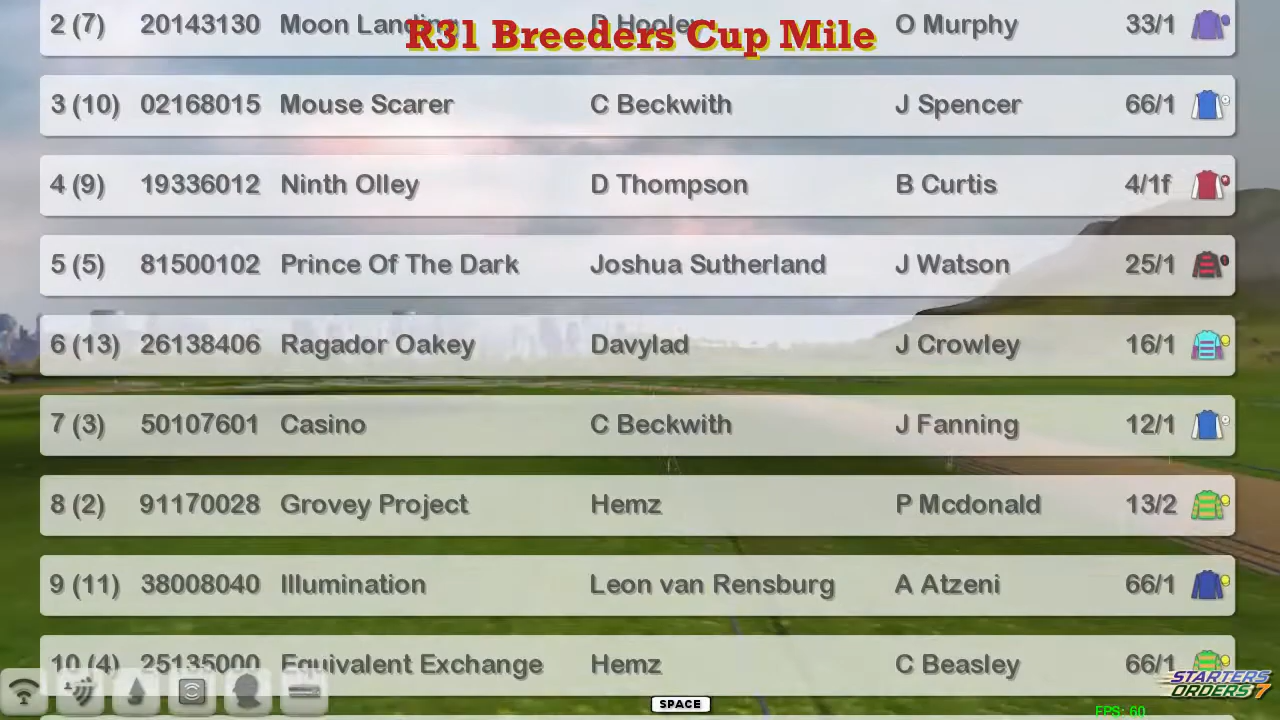 R31 Breeders Cup Mile
2 (7) 20143130 Moon Landing D Hooley O Murphy 33/1
3 (10) 02168015 Mouse Scarer C Beckwith J Spencer 66/1
4 (9) 19336012 Ninth Olley D Thompson B Curtis 4/1f
5 (5) 81500102 Prince Of The Dark Joshua Sutherland J Watson 25/1
6 (13) 26138406 Ragador Oakey Davylad J Crowley 16/1
7 (3) 50107601 Casino C Beckwith J Fanning 12/1
8 (2) 91170028 Grovey Project Hemz P Mcdonald 13/2
9 (11) 38008040 Illumination Leon van Rensburg A Atzeni 66/1
10 (4) 25135000 Equivalent Exchange Hemz C Beasley 66/1
STARTERS
ORDERS 7
SPACE
FPS: 60